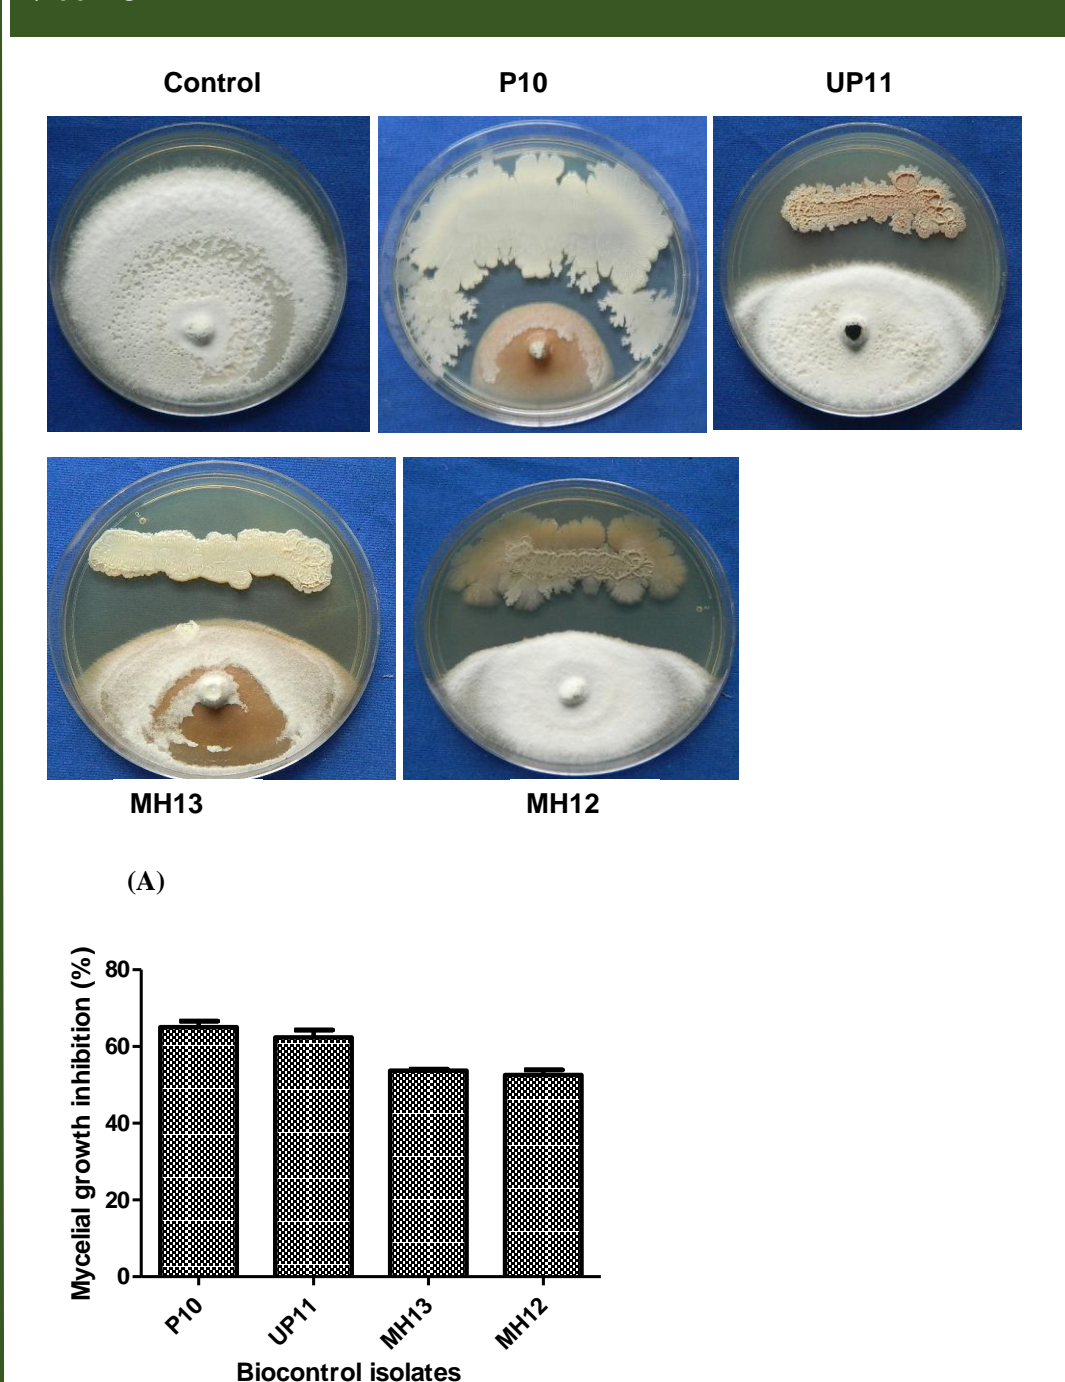 Control P10 UP11
MH13 MH12
(A)
Mycelial growth inhibition (%)
80
60
40
20
0
P10 UP11 MH13 MH12
Biocontrol isolates